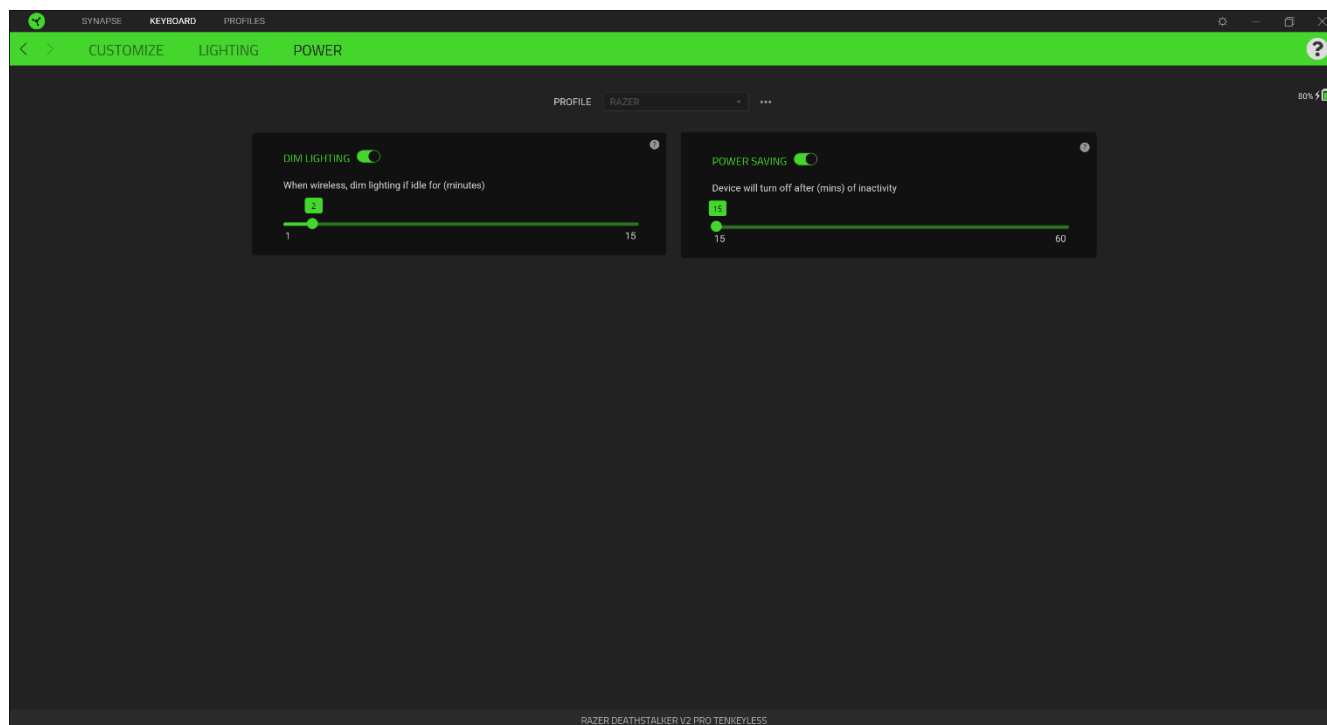 SYNAPSE KEYBOARD PROFILES
CUSTOMIZE LIGHTING POWER ?
PROFILE RAZER
80%
DIM LIGHTING ?
When wireless, dim lighting if idle for (minutes)
2
1 15
POWER SAVING ?
Device will turn off after (mins) of inactivity
15
15 60
RAZER DEATHSTALKER V2 PRO TENKEYLESS